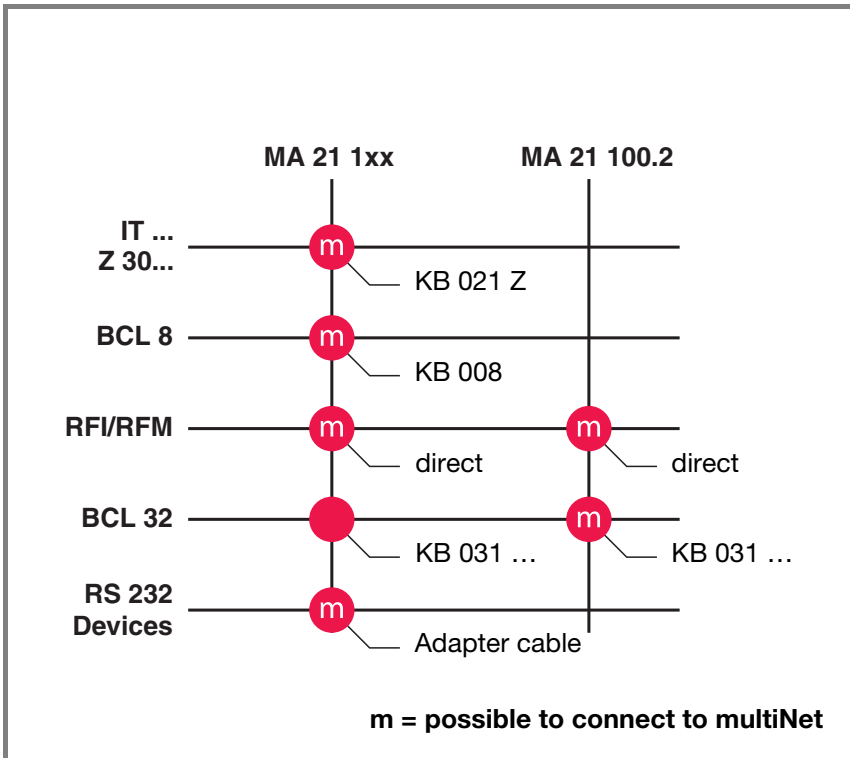 MA 21 1xx
MA 21 100.2
IT ...
Z 30...
m
KB 021 Z
BCL 8
m
KB 008
RFI/RFM
m
direct
m
direct
BCL 32
KB 031 …
m
KB 031 …
RS 232
Devices
m
Adapter cable
m = possible to connect to multiNet